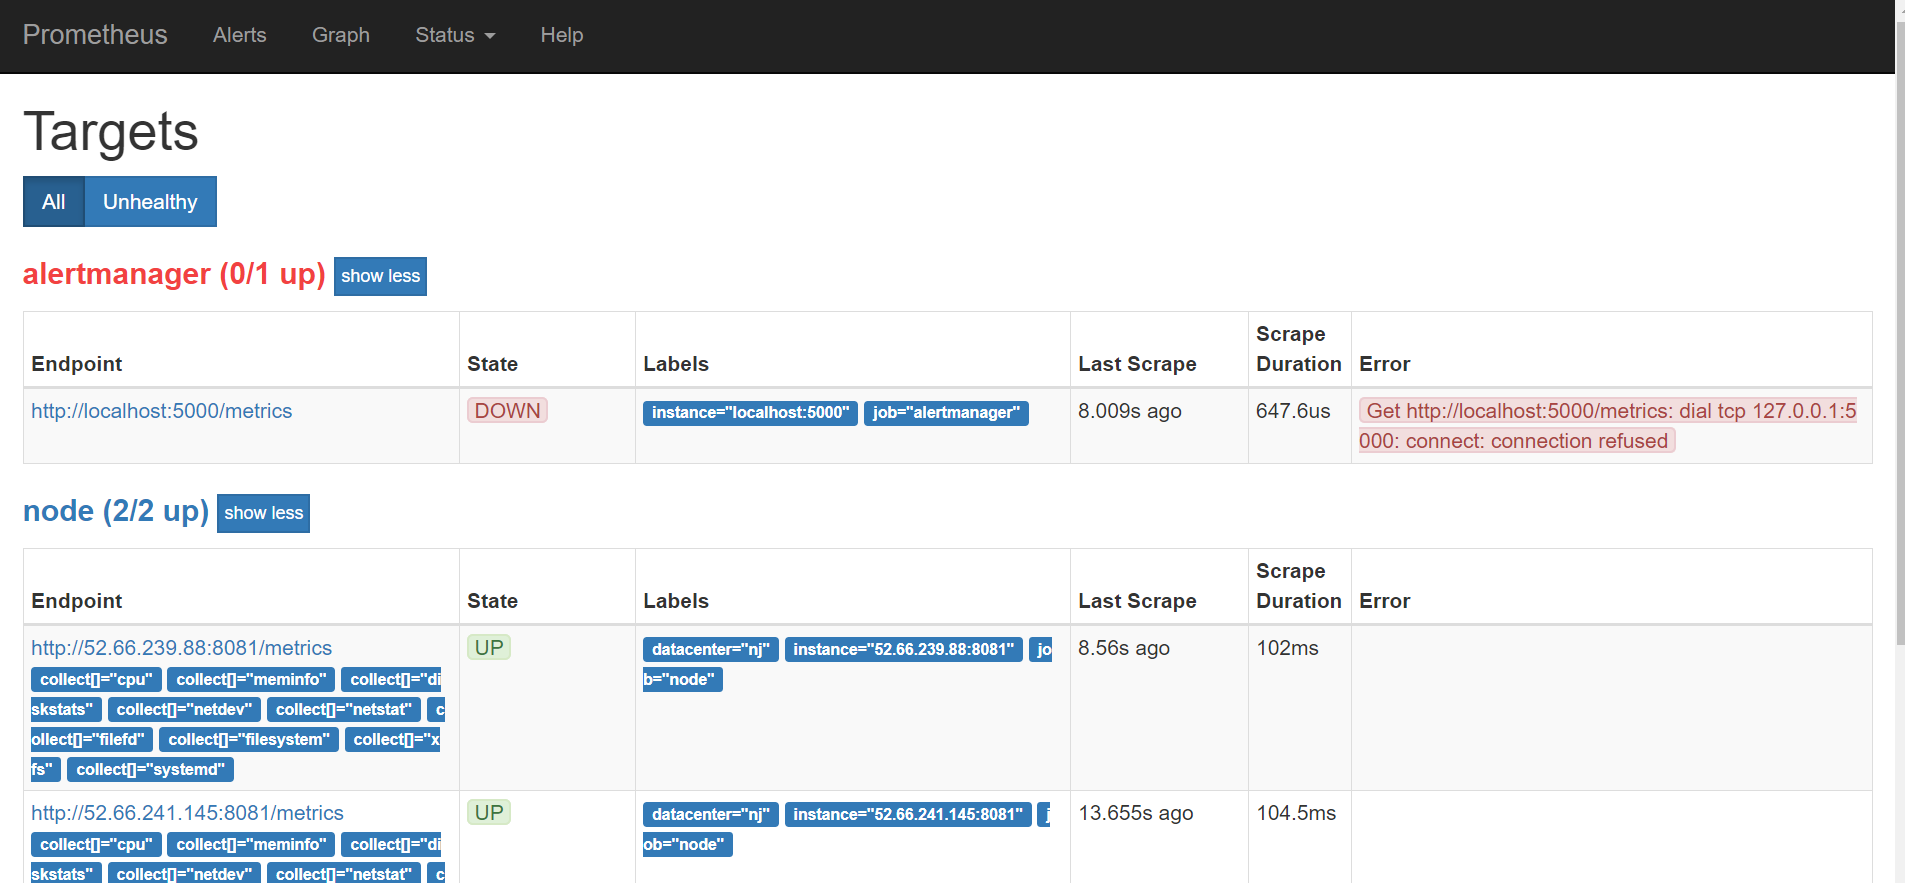 Prometheus Alerts Graph Status Help
Targets
All Unhealthy
alertmanager (0/1 up) show less
Endpoint State Labels Last Scrape Scrape Duration Error
http://localhost:5000/metrics DOWN instance="localhost:5000" job="alertmanager" 8.009s ago 647.6us Get http://localhost:5000/metrics: dial tcp 127.0.0.1:5
000: connect: connection refused
node (2/2 up) show less
Endpoint State Labels Last Scrape Scrape Duration Error
http://52.66.239.88:8081/metrics UP datacenter="nj" instance="52.66.239.88:8081" jo 8.56s ago 102ms
collect[]="cpu" collect[]="meminfo" collect[]="di b="node"
skstats" collect[]="netdev" collect[]="netstat" c
ollect[]="filefd" collect[]="filesystem" collect[]="x
fs" collect[]="systemd"
http://52.66.241.145:8081/metrics UP datacenter="nj" instance="52.66.241.145:8081" j 13.655s ago 104.5ms
collect[]="cpu" collect[]="meminfo" collect[]="di ob="node"
skstats" collect[]="netdev" collect[]="netstat" c